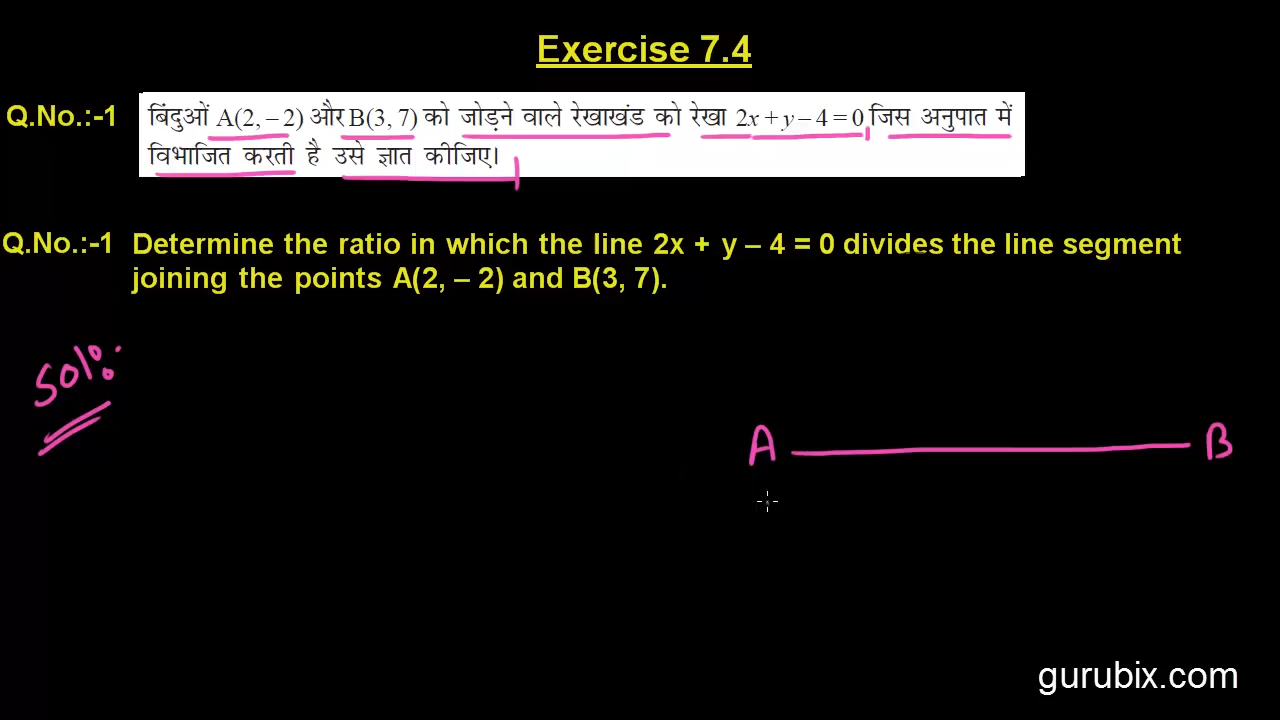 Exercise 7.4
Q.No.:-1 बिंदुओं A(2, – 2) और B(3, 7) को जोड़ने वाले रेखाखंड को रेखा 2x + y – 4 = 0 जिस अनुपात में
विभाजित करती है उसे ज्ञात कीजिए।
Q.No.:-1 Determine the ratio in which the line 2x + y – 4 = 0 divides the line segment
joining the points A(2, – 2) and B(3, 7).
Sol:
A B
gurubix.com